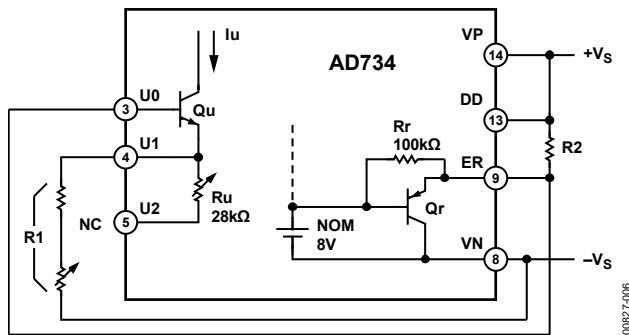 Iu
VP
14
+VS
AD734
U0
3
Qu
DD
13
Rr
100kΩ
R2
U1
4
ER
9
Ru
28kΩ
Qr
R1
NC
U2
5
NOM
8V
VN
8
–VS
00827-006